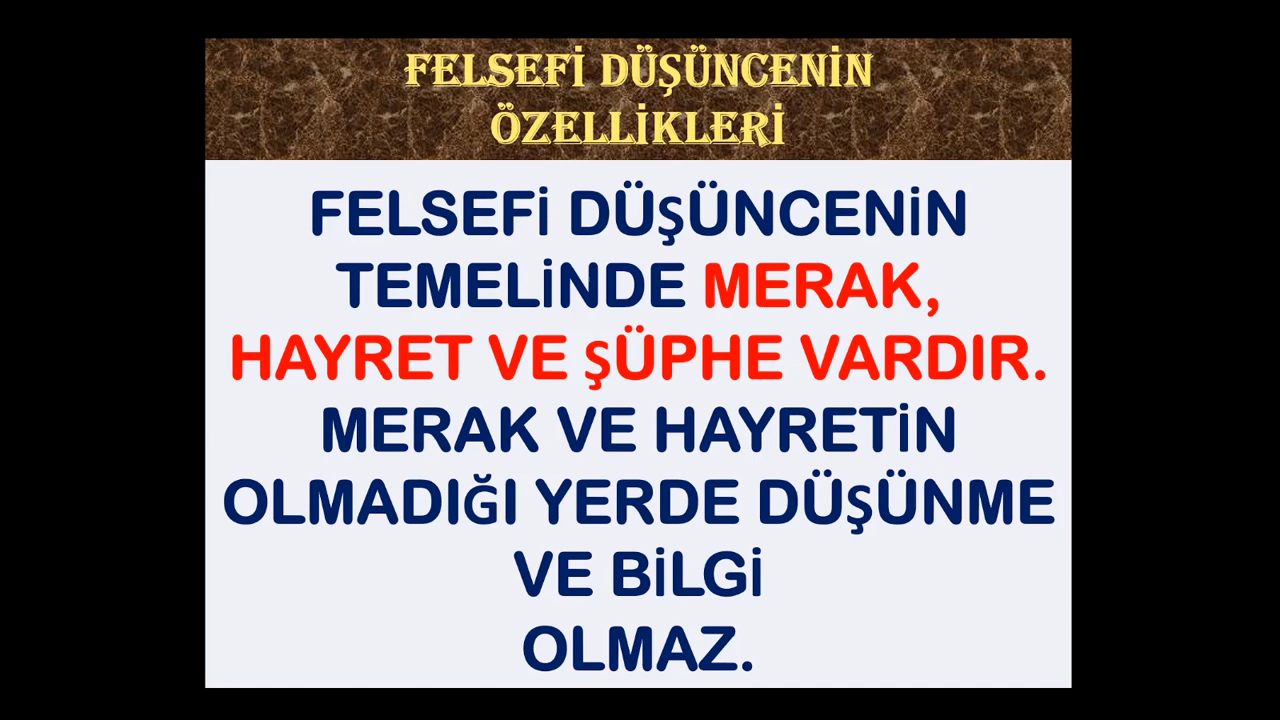 FELSEFİ DÜŞÜNCENİN
ÖZELLİKLERİ
FELSEFİ DÜŞÜNCENİN
TEMELİNDE MERAK,
HAYRET VE ŞÜPHE VARDIR.
MERAK VE HAYRETİN
OLMADIĞI YERDE DÜŞÜNME
VE BİLGİ
OLMAZ.